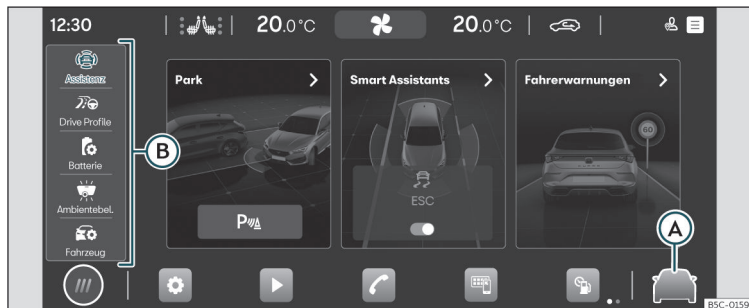 12:30
20.0°C
20.0°C
Assistenz
Drive Profile
Batterie
Ambientebel.
Fahrzeug
B
Park
P
Smart Assistants
ESC
Fahrerwarnungen
60
A
B5C-0159